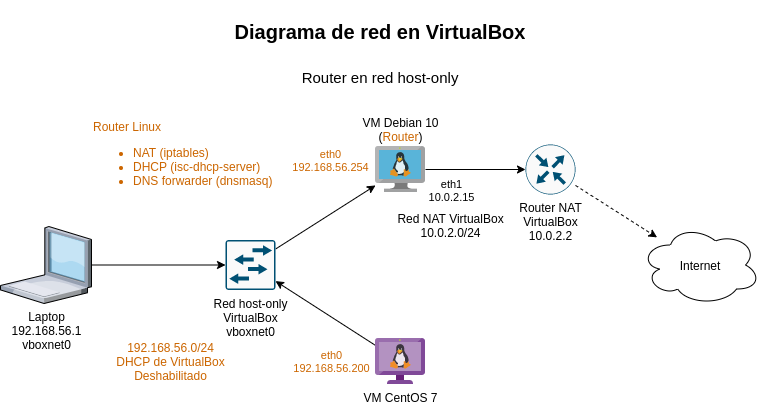 Diagrama de red en VirtualBox
Router en red host-only
Router Linux
NAT (iptables)
DHCP (isc-dhcp-server)
DNS forwarder (dnsmasq)
VM Debian 10
(Router)
eth0
192.168.56.254
eth1
10.0.2.15
Red NAT VirtualBox
10.0.2.0/24
Router NAT
VirtualBox
10.0.2.2
Internet
Laptop
192.168.56.1
vboxnet0
Red host-only
VirtualBox
vboxnet0
192.168.56.0/24
DHCP de VirtualBox
Deshabilitado
eth0
192.168.56.200
VM CentOS 7